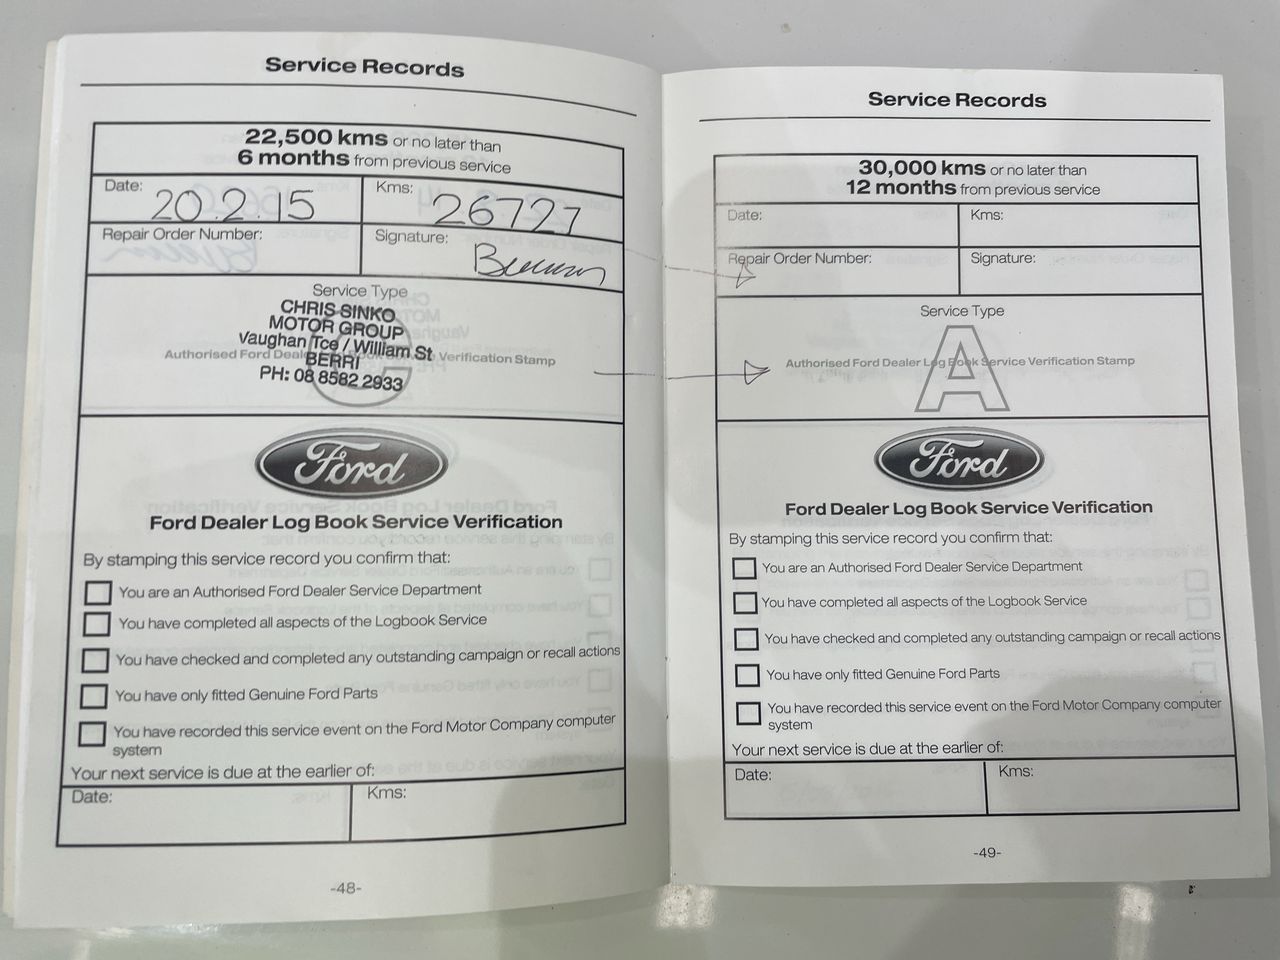 Service Records
22,500 kms or no later than
6 months from previous service
Date: 20.2.15
Kms: 26727
Repair Order Number:
Signature:
Service Type
CHRIS SINKO
MOTOR GROUP
Vaughan Tce / William St
BERRI
PH: 08 8582 2933
Authorised Ford Deal Book Verification Stamp
C
Ford
Ford Dealer Log Book Service Verification
By stamping this service record you confirm that:
You are an Authorised Ford Dealer Service Department
You have completed all aspects of the Logbook Service
You have checked and completed any outstanding campaign or recall actions
You have only fitted Genuine Ford Parts
You have recorded this service event on the Ford Motor Company computer
system
Your next service is due at the earlier of:
Date:
Kms:
-48-
Service Records
30,000 kms or no later than
12 months from previous service
Date:
Kms:
Repair Order Number:
Signature:
Service Type
Authorised Ford Dealer Log Book Service Verification Stamp
A
Ford
Ford Dealer Log Book Service Verification
By stamping this service record you confirm that:
You are an Authorised Ford Dealer Service Department
You have completed all aspects of the Logbook Service
You have checked and completed any outstanding campaign or recall actions
You have only fitted Genuine Ford Parts
You have recorded this service event on the Ford Motor Company computer
system
Your next service is due at the earlier of:
Date:
Kms:
-49-